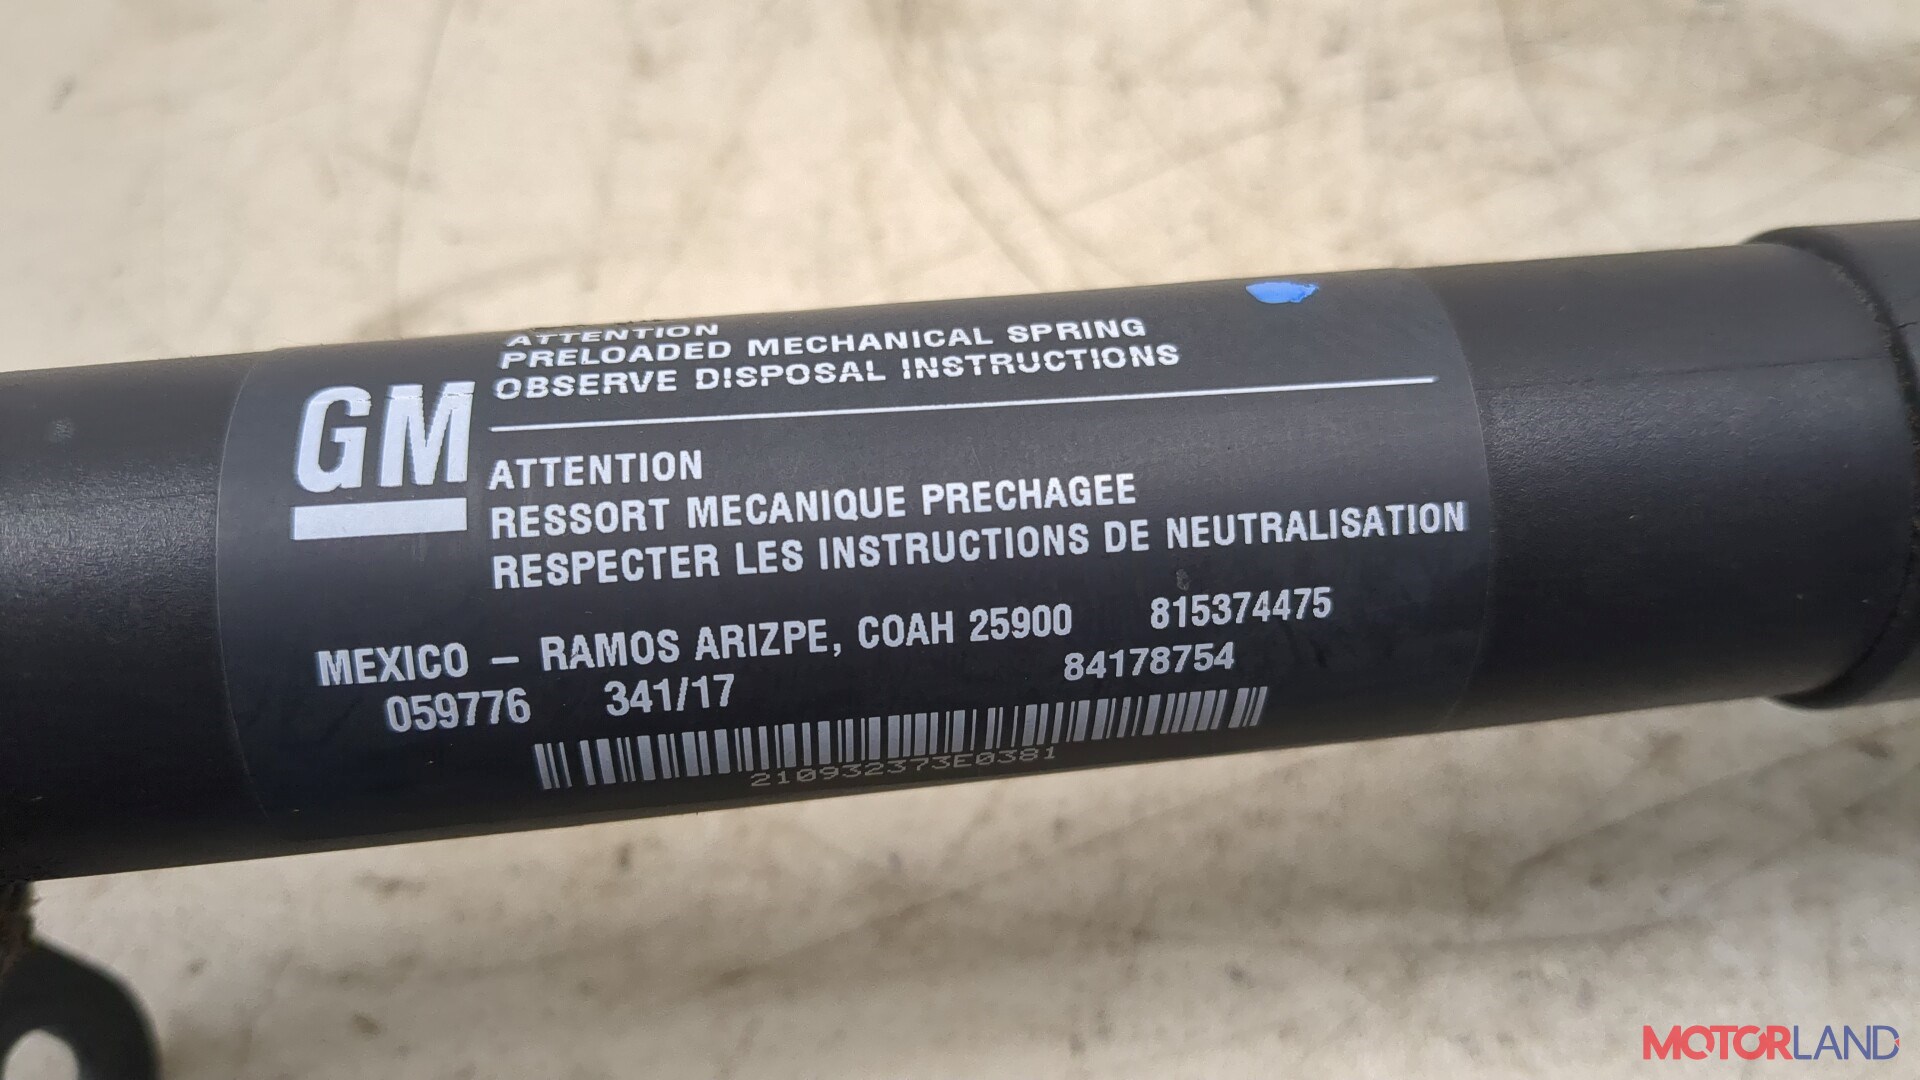 ATTENTION
PRELOADED MECHANICAL SPRING
OBSERVE DISPOSAL INSTRUCTIONS
GM
ATTENTION
RESSORT MECANIQUE PRECHAGEE
RESPECTER LES INSTRUCTIONS DE NEUTRALISATION
MEXICO – RAMOS ARIZPE, COAH 25900 815374475
059776 341/17 84178754
210932373E0381
MOTORLAND